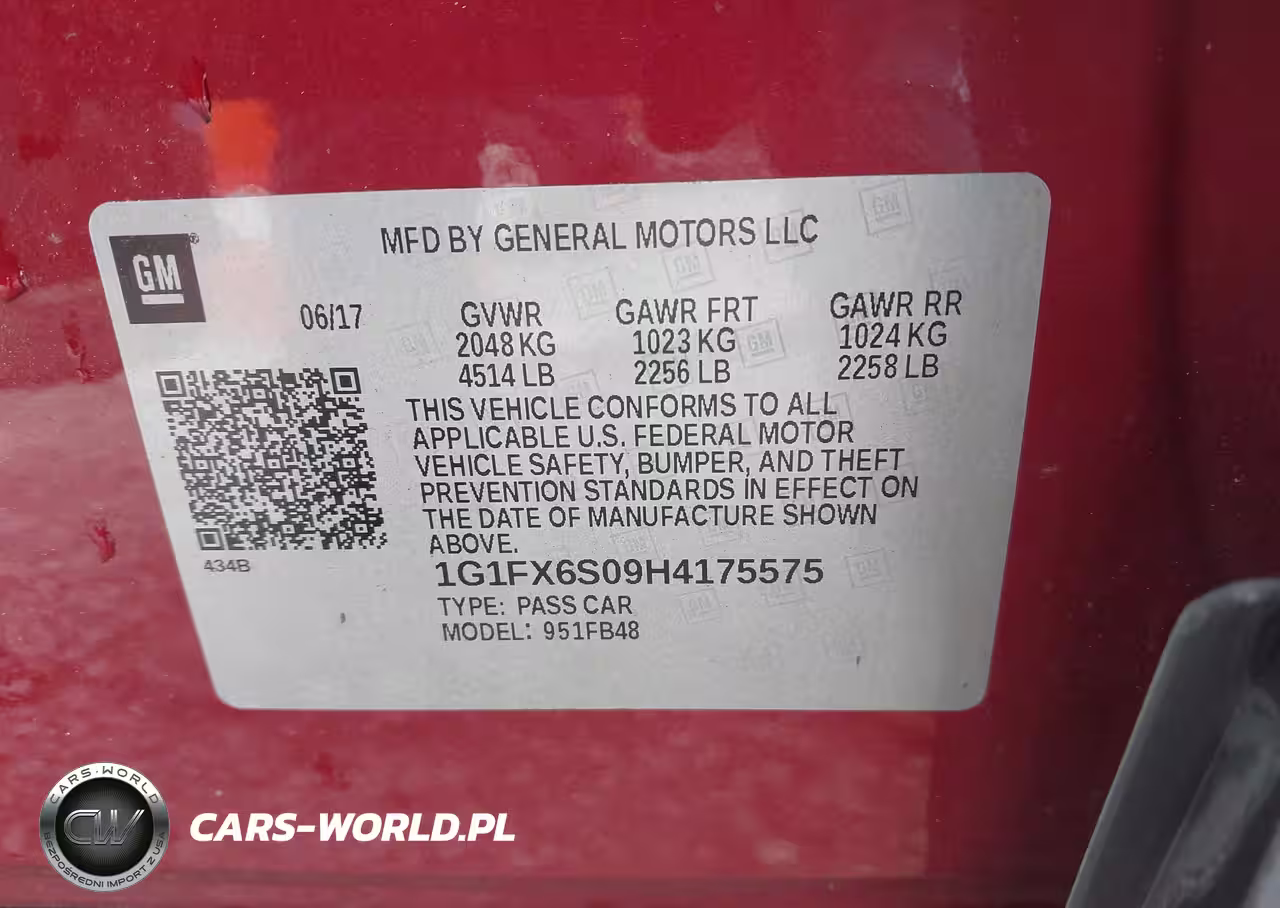 MFD BY GENERAL MOTORS LLC
GM
06/17 GVWR GAWR FRT GAWR RR
2048 KG 1023 KG 1024 KG
4514 LB 2256 LB 2258 LB
THIS VEHICLE CONFORMS TO ALL
APPLICABLE U.S. FEDERAL MOTOR
VEHICLE SAFETY, BUMPER, AND THEFT
PREVENTION STANDARDS IN EFFECT ON
THE DATE OF MANUFACTURE SHOWN
ABOVE.
434B
1G1FX6S09H4175575
TYPE: PASS CAR
MODEL: 951FB48
CARS-WORLD
CW
BEZPOŚREDNI IMPORT Z USA
CARS-WORLD.PL